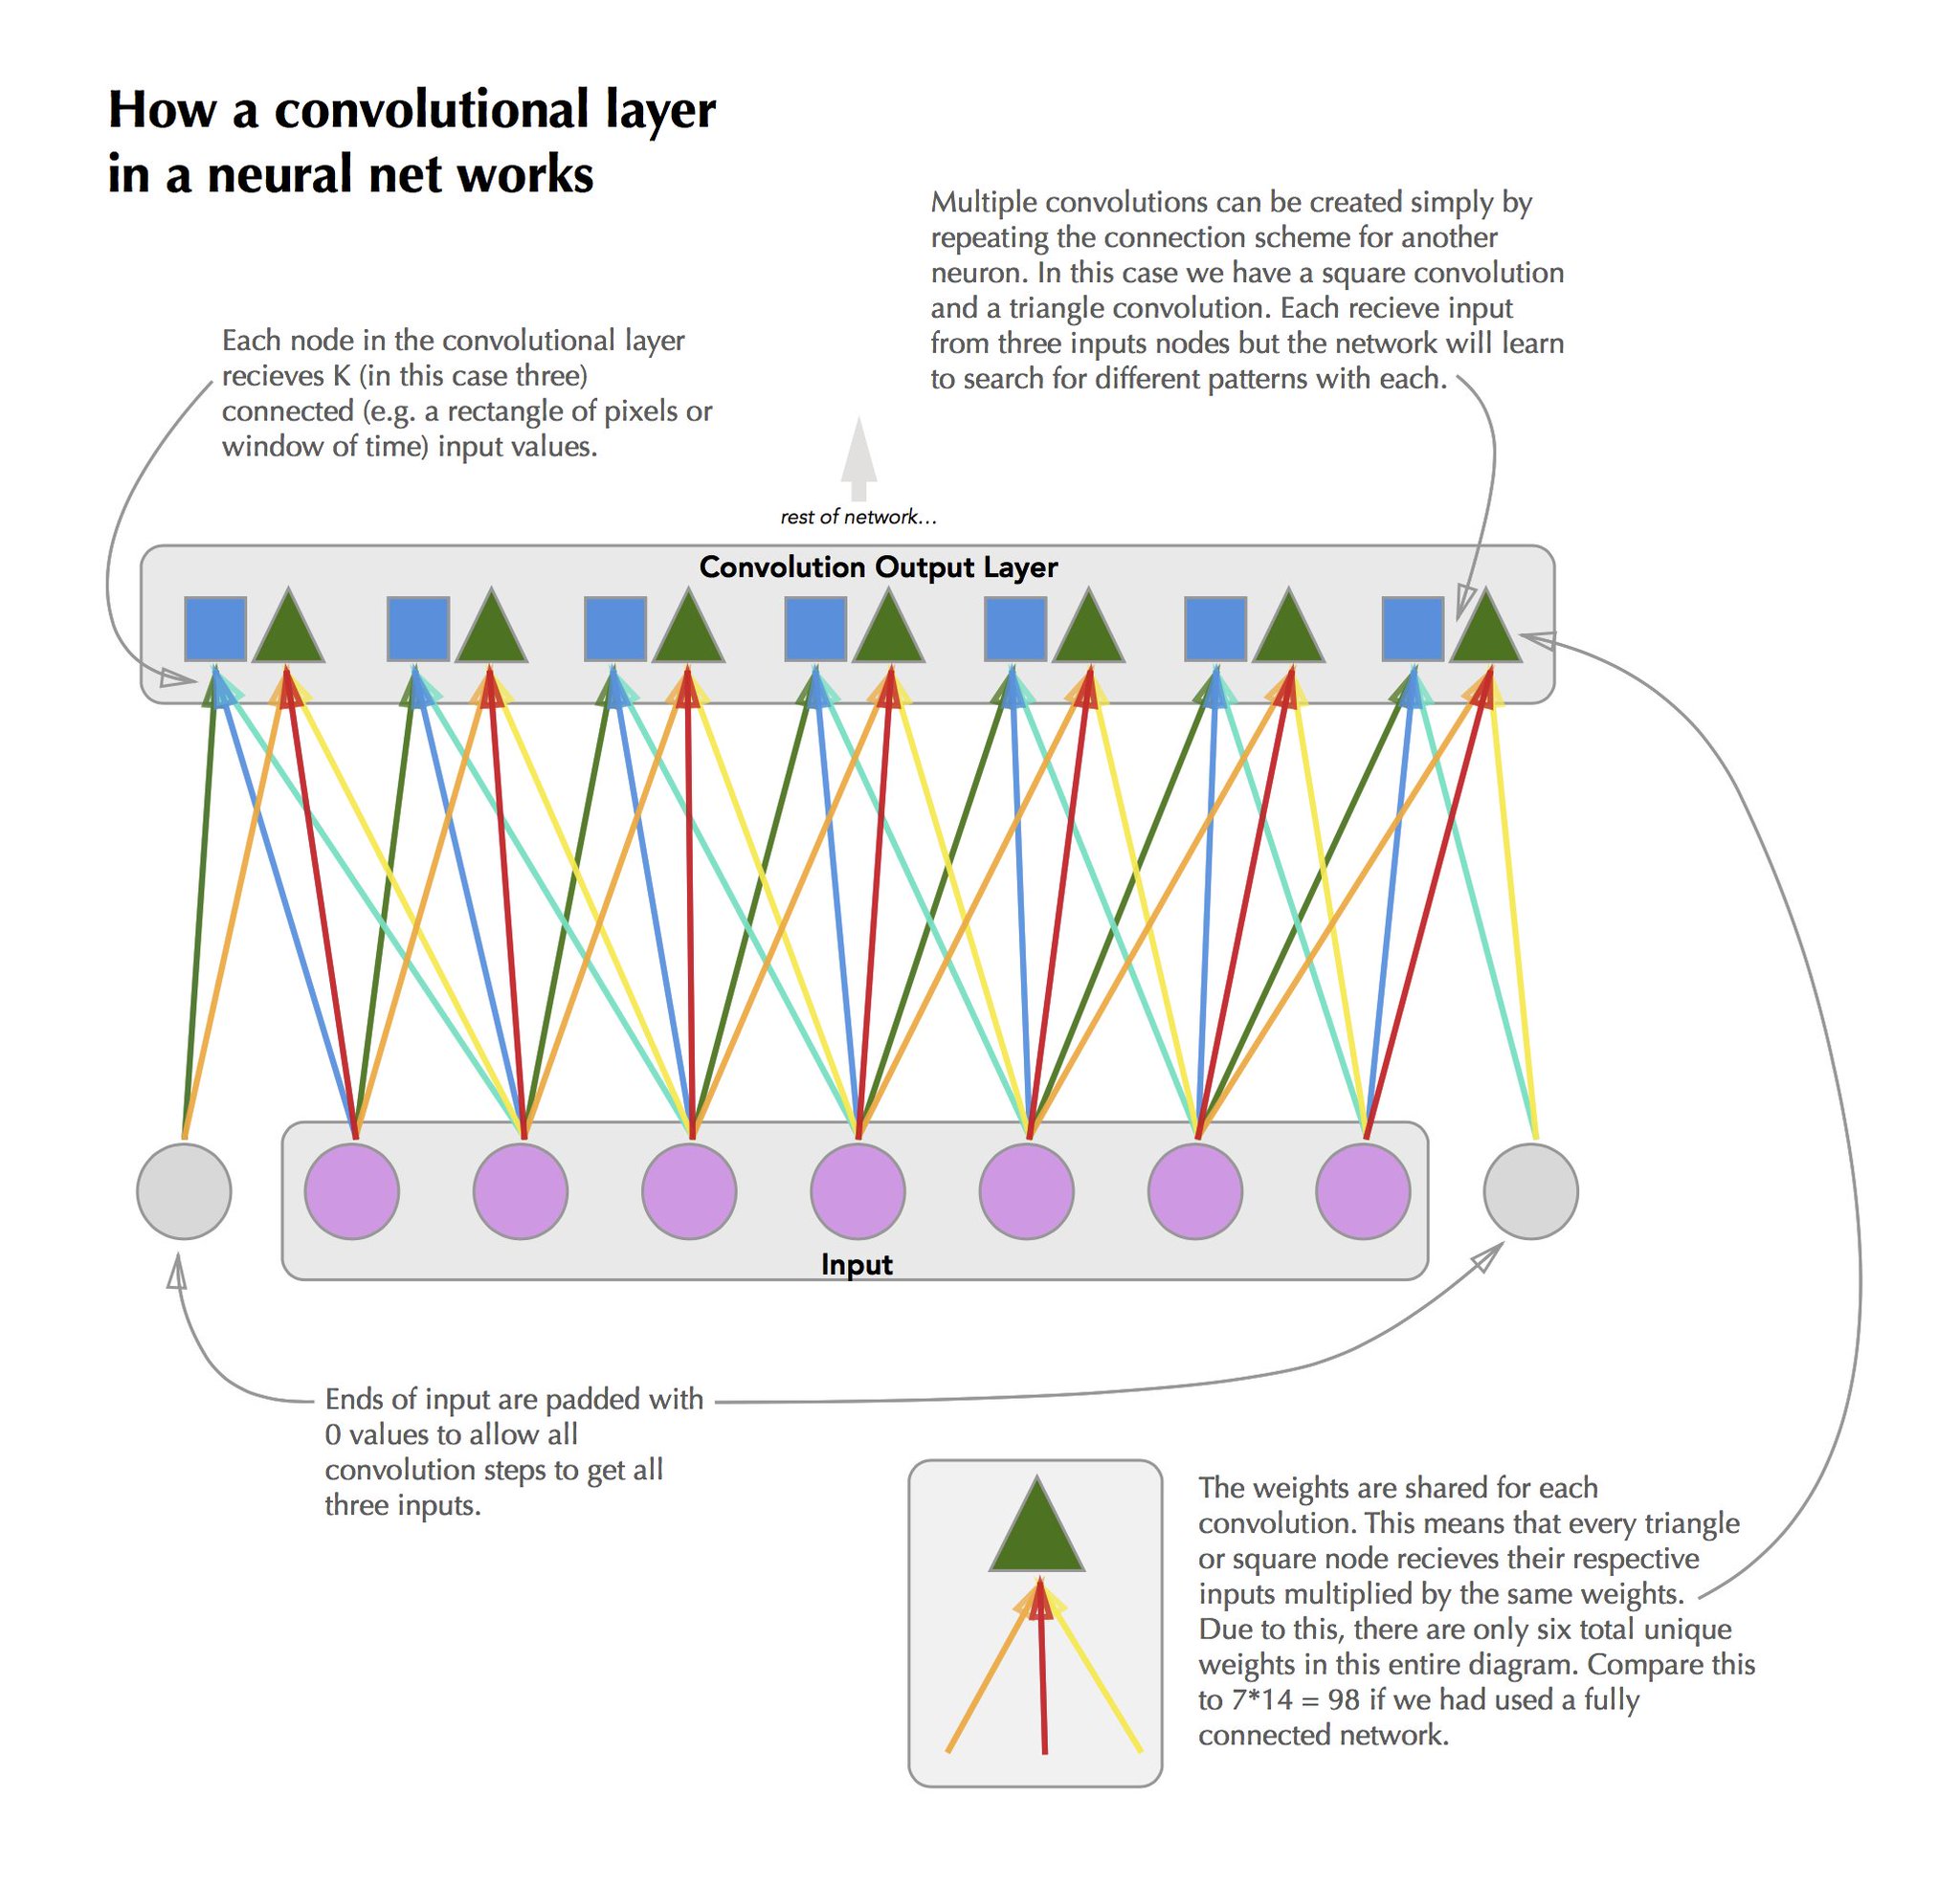 How a convolutional layer
in a neural net works
Multiple convolutions can be created simply by
repeating the connection scheme for another
neuron. In this case we have a square convolution
and a triangle convolution. Each recieve input
from three inputs nodes but the network will learn
to search for different patterns with each.
Each node in the convolutional layer
recieves K (in this case three)
connected (e.g. a rectangle of pixels or
window of time) input values.
rest of network...
Convolution Output Layer
Input
Ends of input are padded with
0 values to allow all
convolution steps to get all
three inputs.
The weights are shared for each
convolution. This means that every triangle
or square node recieves their respective
inputs multiplied by the same weights.
Due to this, there are only six total unique
weights in this entire diagram. Compare this
to 7*14 = 98 if we had used a fully
connected network.